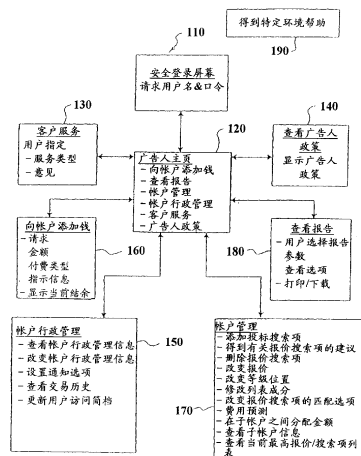 得到特定环境帮助
190
110
安全登录屏幕
请求用户名&口令
130
客户服务
用户指定
-服务类型
-意见
120
广告人主页
-向帐户添加钱
-查看报告
-帐户管理
-帐户行政管理
-客户服务
-广告人政策
140
查看广告人
政策
显示广告人
政策
向帐户添加钱
-请求
金额
付费类型
指示信息
-显示当前结余
160
查看报告
-用户选择报告
参数
查看选项
-打印/下载
180
帐户行政管理
-查看帐户行政管理信息
-改变帐户行政管理信息
-设置通知选项
-查看交易历史
-更新用户访问简档
150
帐户管理
-添加投标搜索项
-得到有关报价搜索项的建议
-删除报价搜索项
-改变报价
-改变等级位置
-修改列表成分
-改变报价搜索项的匹配选项
-费用预测
-在子帐户之间分配金额
-查看子帐户信息
-查看当前最高报价/搜索项列
表
170